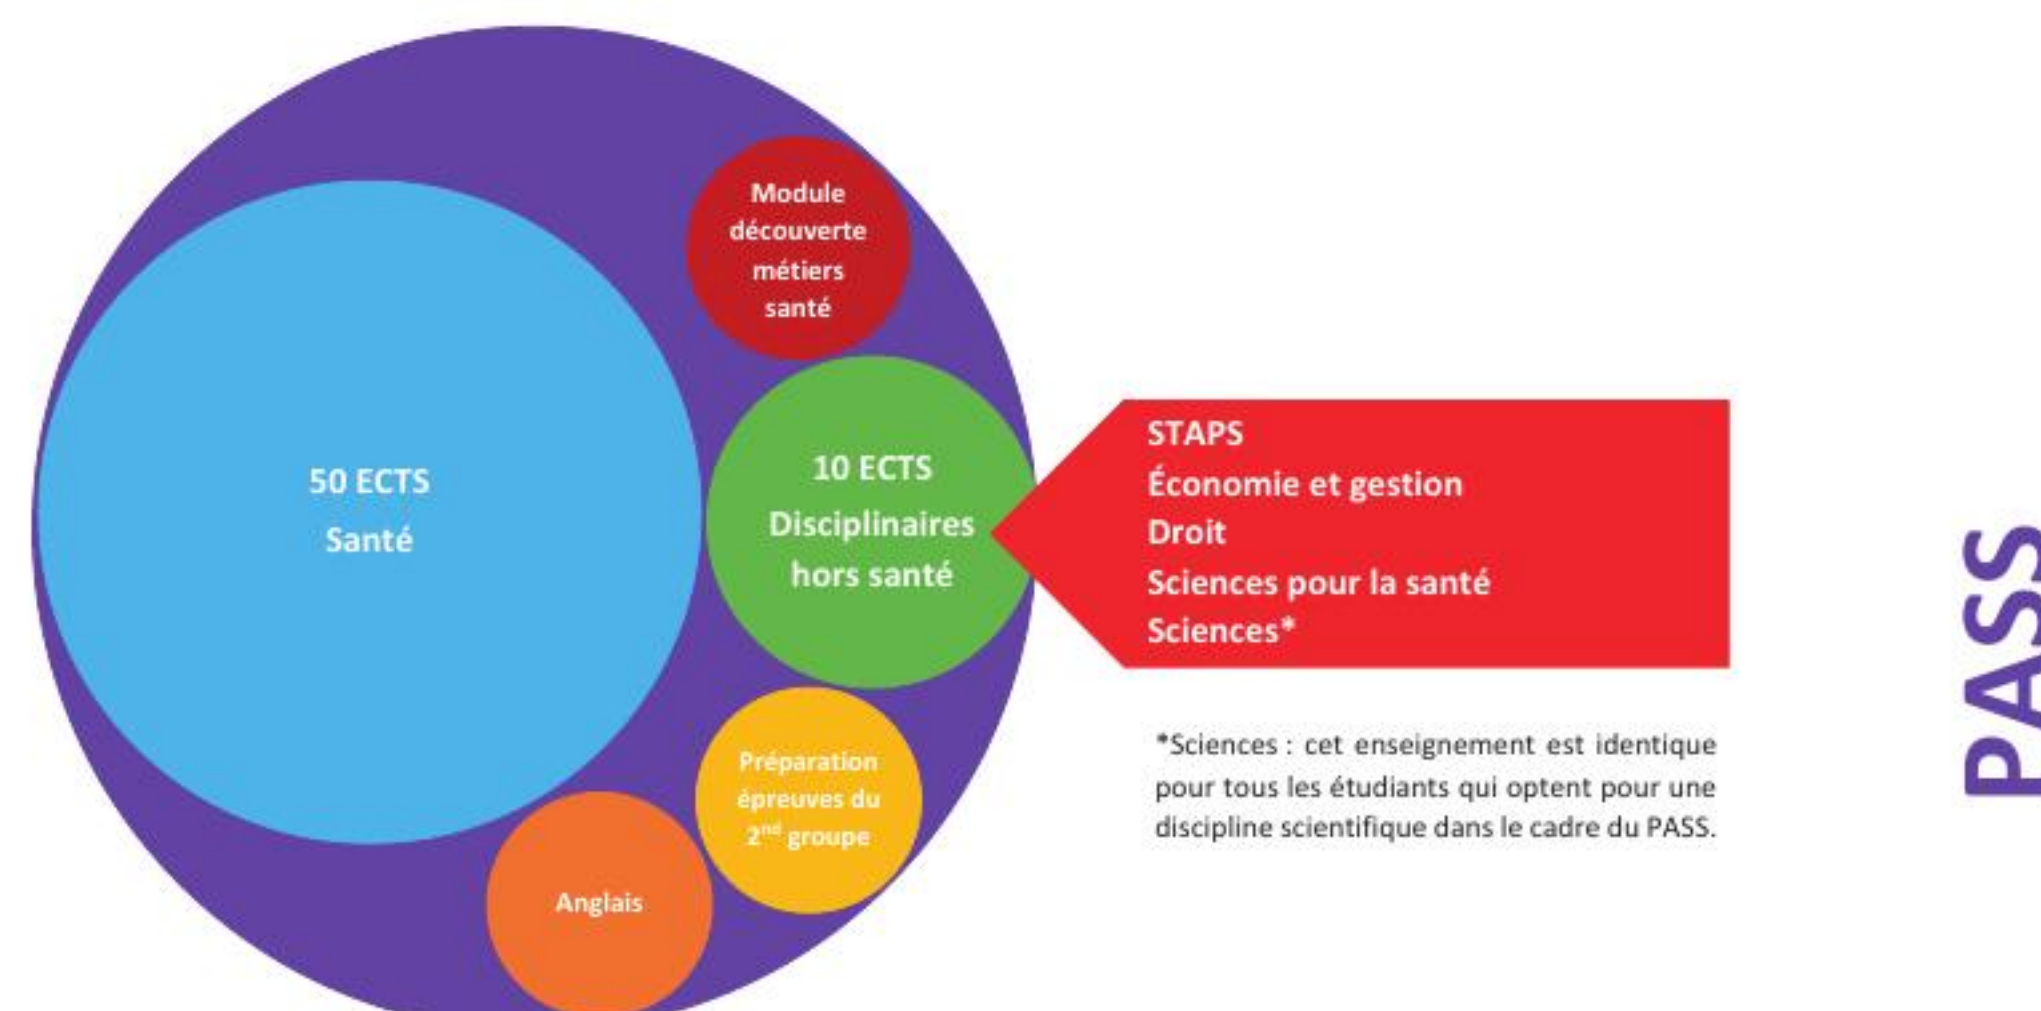 Module
découverte
métiers
santé
50 ECTS
Santé
10 ECTS
Disciplinaires
hors santé
STAPS
Économie et gestion
Droit
Sciences pour la santé
Sciences*
Préparation
épreuves du
2nd groupe
Anglais
*Sciences : cet enseignement est identique
pour tous les étudiants qui optent pour une
discipline scientifique dans le cadre du PASS.
PASS